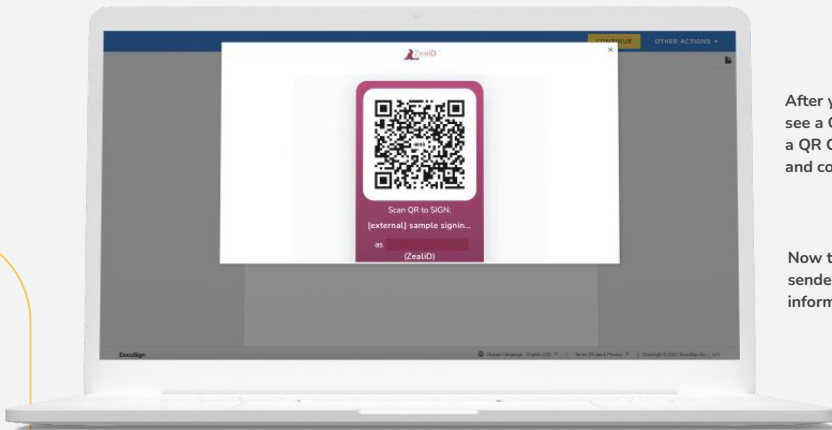 CONTINUE
OTHER ACTIONS
ZealiD
Scan QR to SIGN:
[external] sample signin...
as
(ZealiD)
DocuSign
Change Language - English (US)
Terms Of Use & Privacy
Copyright © 2021 DocuSign Inc. | V2R
After y
see a
a QR C
and co
Now t
sende
inform